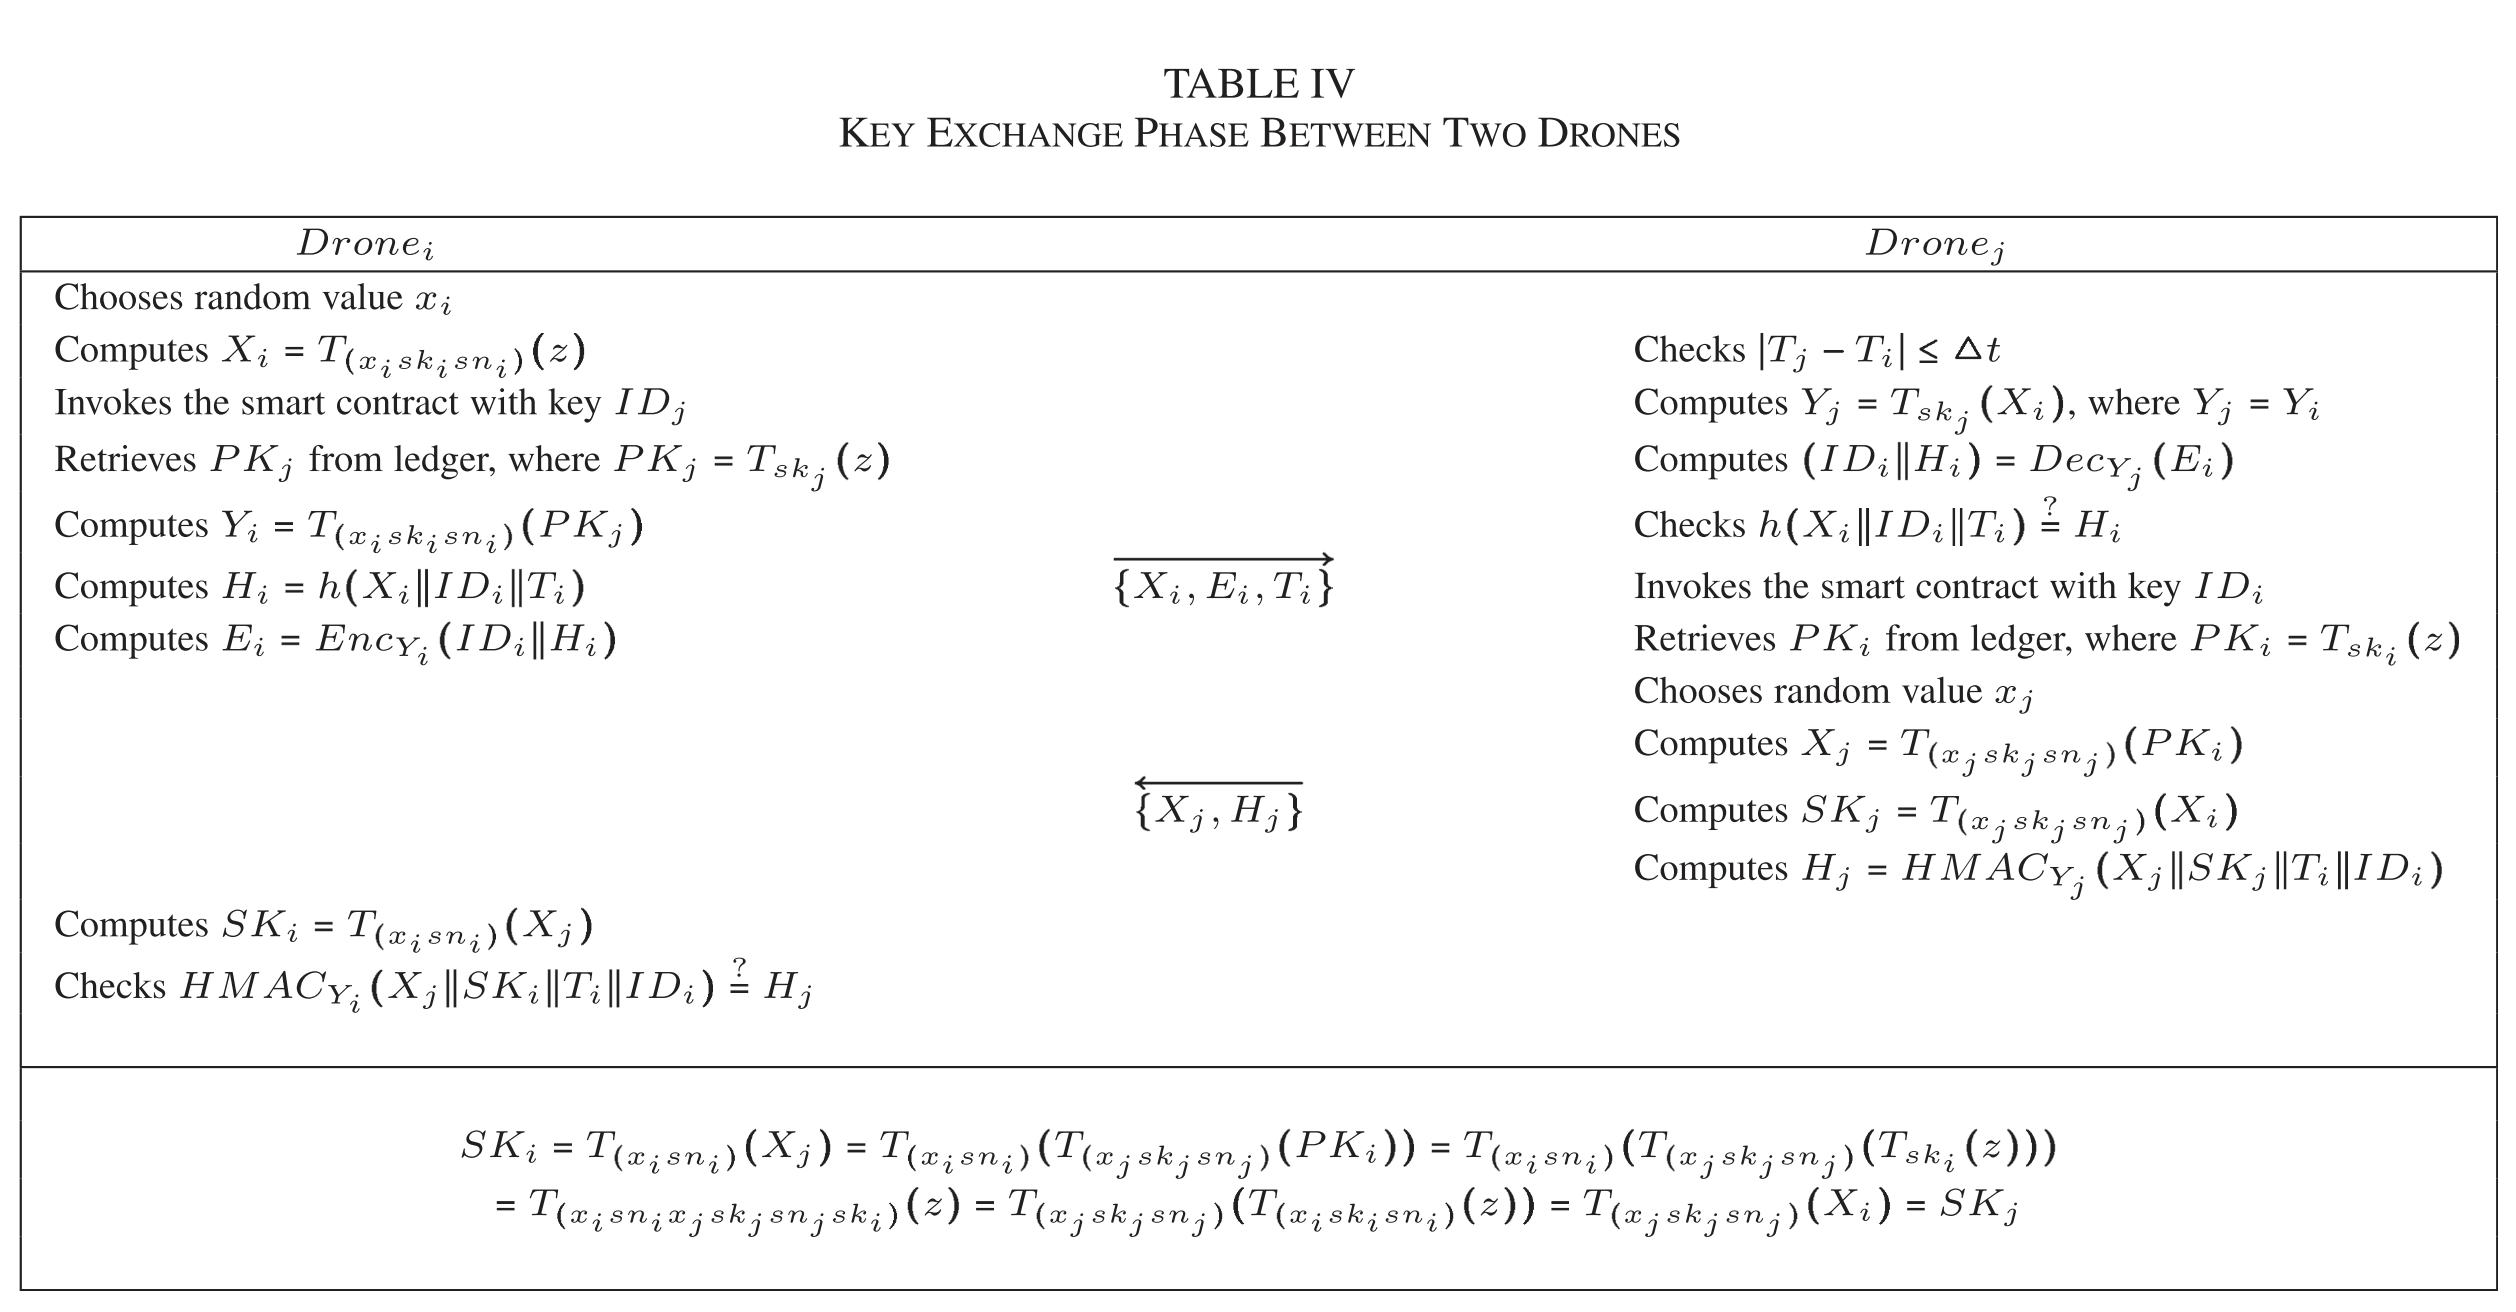 TABLE IV
KEY EXCHANGE PHASE BETWEEN TWO DRONES
$Drone_i$ $Drone_j$
Chooses random value $x_i$
Computes $X_i = T_{(x_i sk_i sn_i)}(z)$
Checks $|T_j - T_i| \leq \Delta t$
Invokes the smart contract with key $ID_j$
Computes $Y_j = T_{sk_j}(X_i)$, where $Y_j = Y_i$
Retrieves $PK_j$ from ledger, where $PK_j = T_{sk_j}(z)$
Computes $(ID_i \| H_i) = Dec_{Y_j}(E_i)$
Computes $Y_i = T_{(x_i sk_i sn_i)}(PK_j)$
Checks $h(X_i \| ID_i \| T_i) \stackrel{?}{=} H_i$
Computes $H_i = h(X_i \| ID_i \| T_i)$
$\overrightarrow{\{X_i, E_i, T_i\}}$
Invokes the smart contract with key $ID_i$
Computes $E_i = Enc_{Y_i}(ID_i \| H_i)$
Retrieves $PK_i$ from ledger, where $PK_i = T_{sk_i}(z)$
Chooses random value $x_j$
Computes $X_j = T_{(x_j sk_j sn_j)}(PK_i)$
$\overleftarrow{\{X_j, H_j\}}$
Computes $SK_j = T_{(x_j sk_j sn_j)}(X_i)$
Computes $H_j = HMAC_{Y_j}(X_j \| SK_j \| T_i \| ID_i)$
Computes $SK_i = T_{(x_i sn_i)}(X_j)$
Checks $HMAC_{Y_i}(X_j \| SK_i \| T_i \| ID_i) \stackrel{?}{=} H_j$
$SK_i = T_{(x_i sn_i)}(X_j) = T_{(x_i sn_i)}(T_{(x_j sk_j sn_j)}(PK_i)) = T_{(x_i sn_i)}(T_{(x_j sk_j sn_j)}(T_{sk_i}(z)))$
$= T_{(x_i sn_i x_j sk_j sn_j sk_i)}(z) = T_{(x_j sk_j sn_j)}(T_{(x_i sk_i sn_i)}(z)) = T_{(x_j sk_j sn_j)}(X_i) = SK_j$